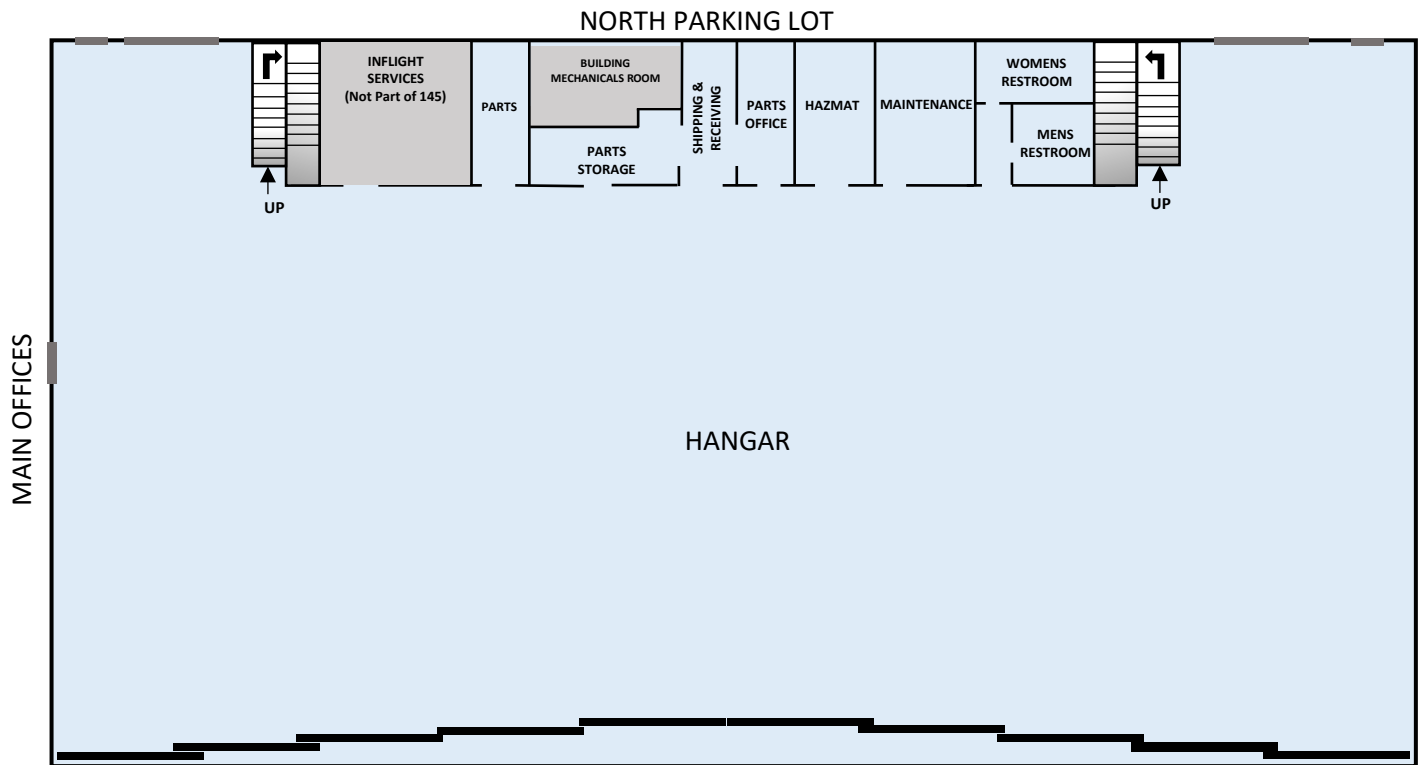 NORTH PARKING LOT
INFLIGHT
SERVICES
(Not Part of 145)
PARTS
BUILDING
MECHANICALS ROOM
PARTS
STORAGE
SHIPPING &
RECEIVING
PARTS
OFFICE
HAZMAT
MAINTENANCE
WOMENS
RESTROOM
MENS
RESTROOM
UP
UP
MAIN OFFICES
HANGAR